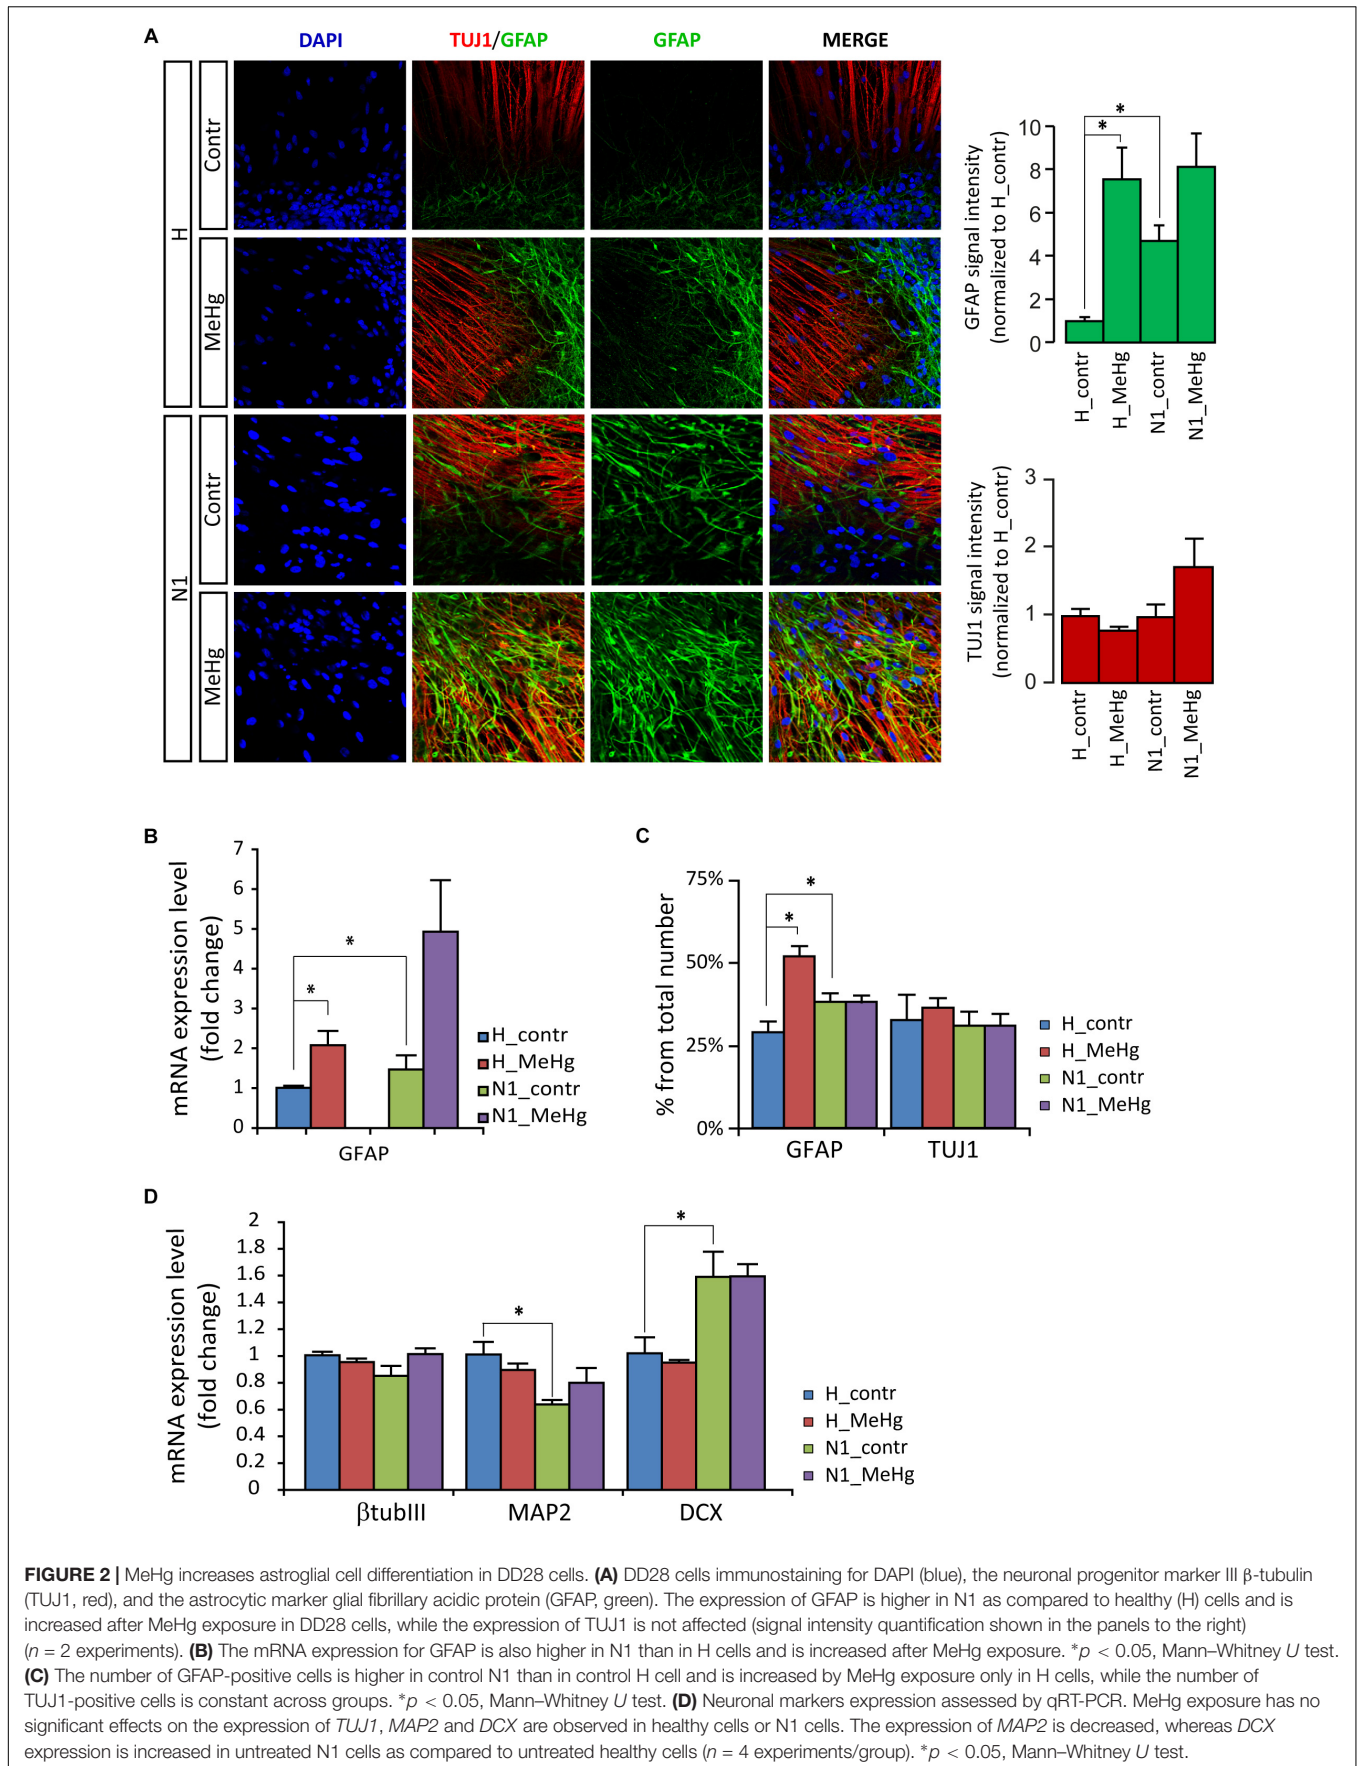 A
DAPI
TUJ1/GFAP
GFAP
MERGE
H
Contr
MeHg
N1
Contr
MeHg
GFAP signal intensity
(normalized to H_contr)
10
8
6
4
2
0
*
*
H_contr
H_MeHg
N1_contr
N1_MeHg
TUJ1 signal intensity
(normalized to H_contr)
3
2
1
0
H_contr
H_MeHg
N1_contr
N1_MeHg
B
mRNA expression level
(fold change)
7
6
5
4
3
2
1
0
*
*
GFAP
H_contr
H_MeHg
N1_contr
N1_MeHg
C
% from total number
75%
50%
25%
0%
*
*
GFAP
TUJ1
H_contr
H_MeHg
N1_contr
N1_MeHg
D
mRNA expression level
(fold change)
2
1.8
1.6
1.4
1.2
1
0.8
0.6
0.4
0.2
0
*
*
βtubIII
MAP2
DCX
H_contr
H_MeHg
N1_contr
N1_MeHg
FIGURE 2 | MeHg increases astroglial cell differentiation in DD28 cells. (A) DD28 cells immunostaining for DAPI (blue), the neuronal progenitor marker III β-tubulin
(TUJ1, red), and the astrocytic marker glial fibrillary acidic protein (GFAP, green). The expression of GFAP is higher in N1 as compared to healthy (H) cells and is
increased after MeHg exposure in DD28 cells, while the expression of TUJ1 is not affected (signal intensity quantification shown in the panels to the right)
(n = 2 experiments). (B) The mRNA expression for GFAP is also higher in N1 than in H cells and is increased after MeHg exposure. *p < 0.05, Mann–Whitney U test.
(C) The number of GFAP-positive cells is higher in control N1 than in control H cell and is increased by MeHg exposure only in H cells, while the number of
TUJ1-positive cells is constant across groups. *p < 0.05, Mann–Whitney U test. (D) Neuronal markers expression assessed by qRT-PCR. MeHg exposure has no
significant effects on the expression of TUJ1, MAP2 and DCX are observed in healthy cells or N1 cells. The expression of MAP2 is decreased, whereas DCX
expression is increased in untreated N1 cells as compared to untreated healthy cells (n = 4 experiments/group). *p < 0.05, Mann–Whitney U test.